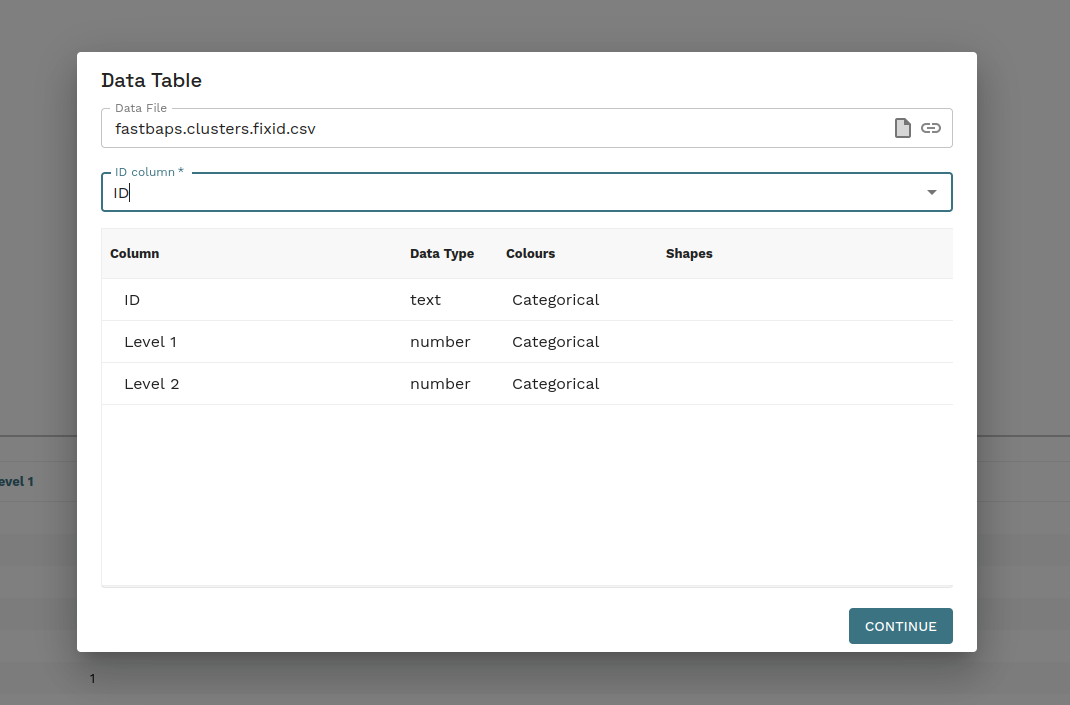 Data Table
Data File
fastbaps.clusters.fixid.csv
ID column *
ID
Column Data Type Colours Shapes
ID text Categorical
Level 1 number Categorical
Level 2 number Categorical
evel 1
CONTINUE
1